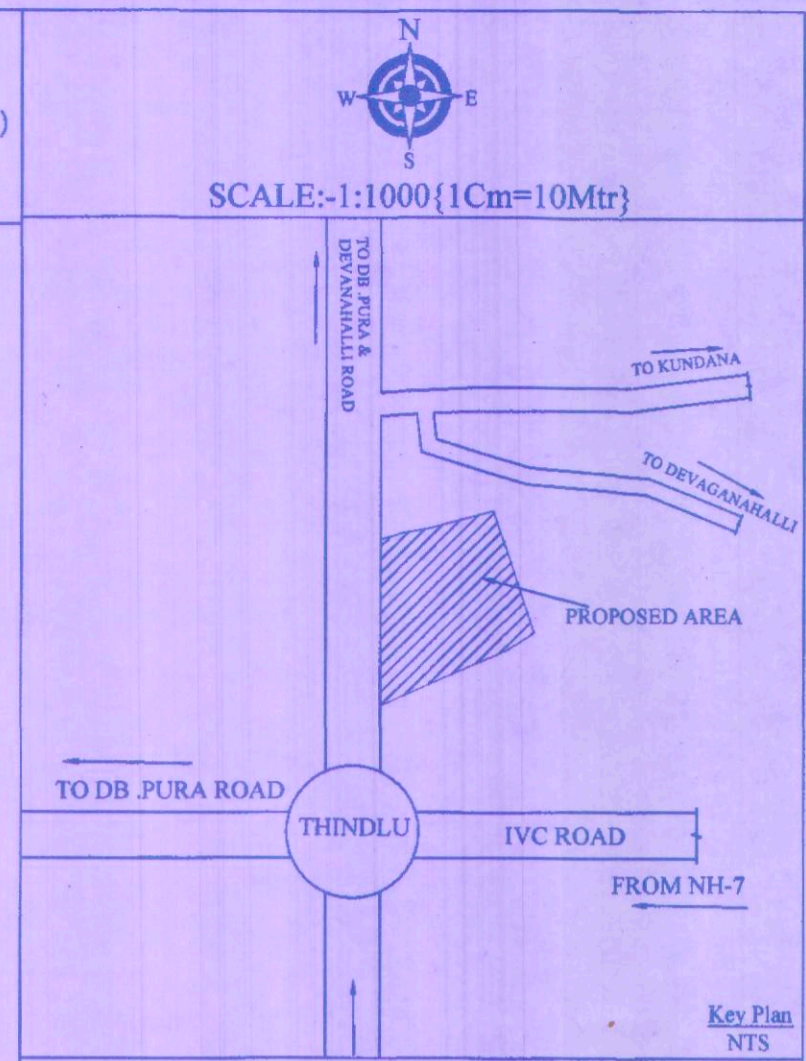 )
N
W
E
S
SCALE:-1:1000{1Cm=10Mtr}
TO DB .PURA &
DEVANAHALLI ROAD
TO KUNDANA
TO DEVAGANAHALLI
PROPOSED AREA
TO DB .PURA ROAD
THINDLU
IVC ROAD
FROM NH-7
Key Plan
NTS